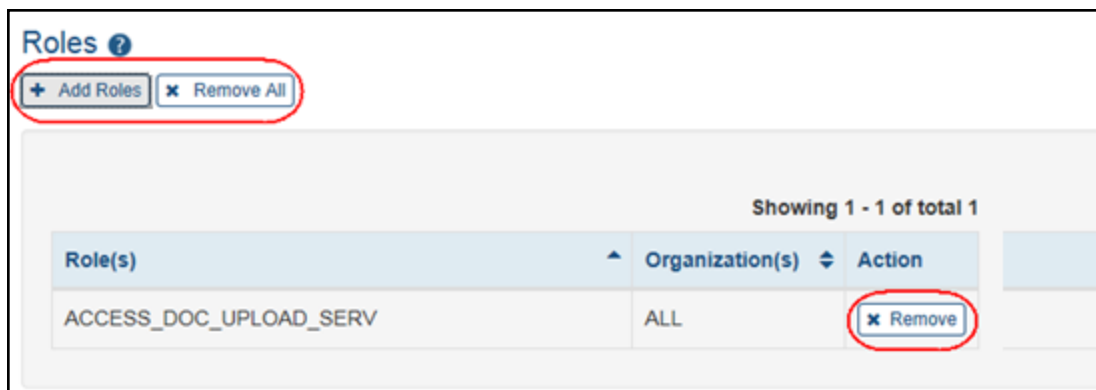 Roles ?
+ Add Roles × Remove All
Showing 1 - 1 of total 1
Role(s) Organization(s) Action
ACCESS_DOC_UPLOAD_SERV ALL × Remove